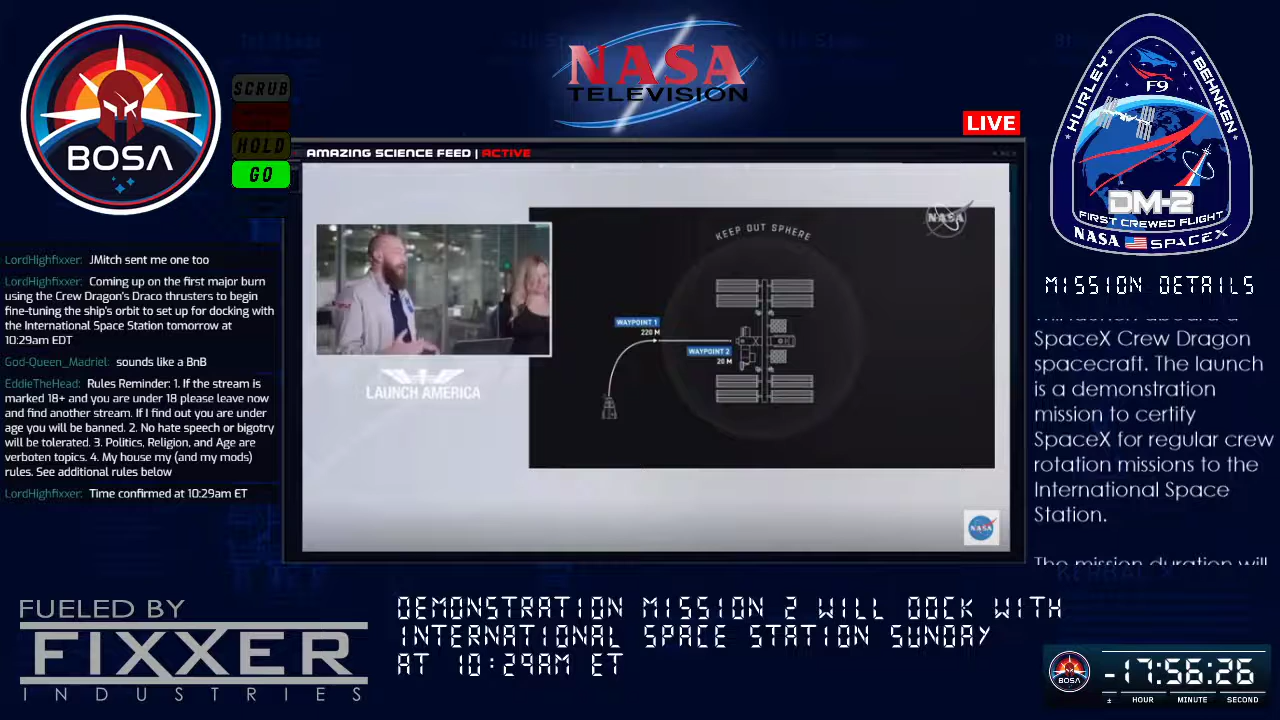 BOSA
SCRUB
HOLD
GO
NASA
TELEVISION
LIVE
AMAZING SCIENCE FEED | ACTIVE
HURLEY
BEHNKEN
F9
DM-2
FIRST CREWED FLIGHT
NASA SPACEX
LordHighfixxer: JMitch sent me one too
LordHighfixxer: Coming up on the first major burn
using the Crew Dragon's Draco thrusters to begin
fine-tuning the ship's orbit to set up for docking with
the International Space Station tomorrow at
10:29am EDT
God-Queen_Madriel: sounds like a BnB
EddieTheHead: Rules Reminder: 1. If the stream is
marked 18+ and you are under 18 please leave now
and find another stream. If I find out you are under
age you will be banned. 2. No hate speech or bigotry
will be tolerated. 3. Politics, Religion, and Age are
verboten topics. 4. My house my (and my mods)
rules. See additional rules below
LordHighfixxer: Time confirmed at 10:29am ET
KEEP OUT SPHERE
NASA
WAYPOINT 1
220 M
WAYPOINT 2
20 M
LAUNCH AMERICA
NASA
MISSION DETAILS
SpaceX Crew Dragon
spacecraft. The launch
is a demonstration
mission to certify
SpaceX for regular crew
rotation missions to the
International Space
Station.
The mission duration will
FUELED BY
FIXXER
INDUSTRIES
DEMONSTRATION MISSION 2 WILL DOCK WITH
INTERNATIONAL SPACE STATION SUNDAY
AT 10:29AM ET
BOSA
-17:56:26
± HOUR MINUTE SECOND